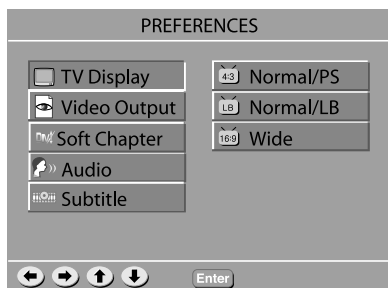 PREFERENCES
TV Display
Video Output
Soft Chapter
Audio
Subtitle
4:3 Normal/PS
LB Normal/LB
16:9 Wide
Enter